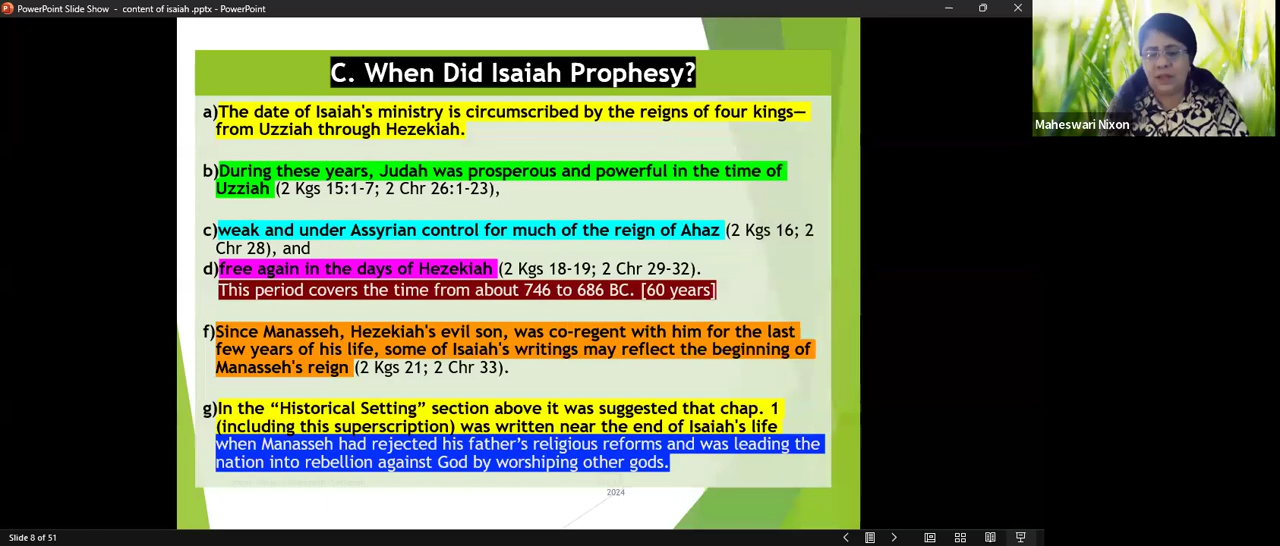 PowerPoint Slide Show - content of isaiah .pptx - PowerPoint
C. When Did Isaiah Prophesy?
a)The date of Isaiah's ministry is circumscribed by the reigns of four kings—
from Uzziah through Hezekiah.
b)During these years, Judah was prosperous and powerful in the time of
Uzziah (2 Kgs 15:1-7; 2 Chr 26:1-23),
c)weak and under Assyrian control for much of the reign of Ahaz (2 Kgs 16; 2
Chr 28), and
d)free again in the days of Hezekiah (2 Kgs 18-19; 2 Chr 29-32).
This period covers the time from about 746 to 686 BC. [60 years]
f)Since Manasseh, Hezekiah's evil son, was co-regent with him for the last
few years of his life, some of Isaiah's writings may reflect the beginning of
Manasseh's reign (2 Kgs 21; 2 Chr 33).
g)In the “Historical Setting” section above it was suggested that chap. 1
(including this superscription) was written near the end of Isaiah's life
when Manasseh had rejected his father’s religious reforms and was leading the
nation into rebellion against God by worshiping other gods.
2024
Slide 8 of 51
Maheswari Nixon